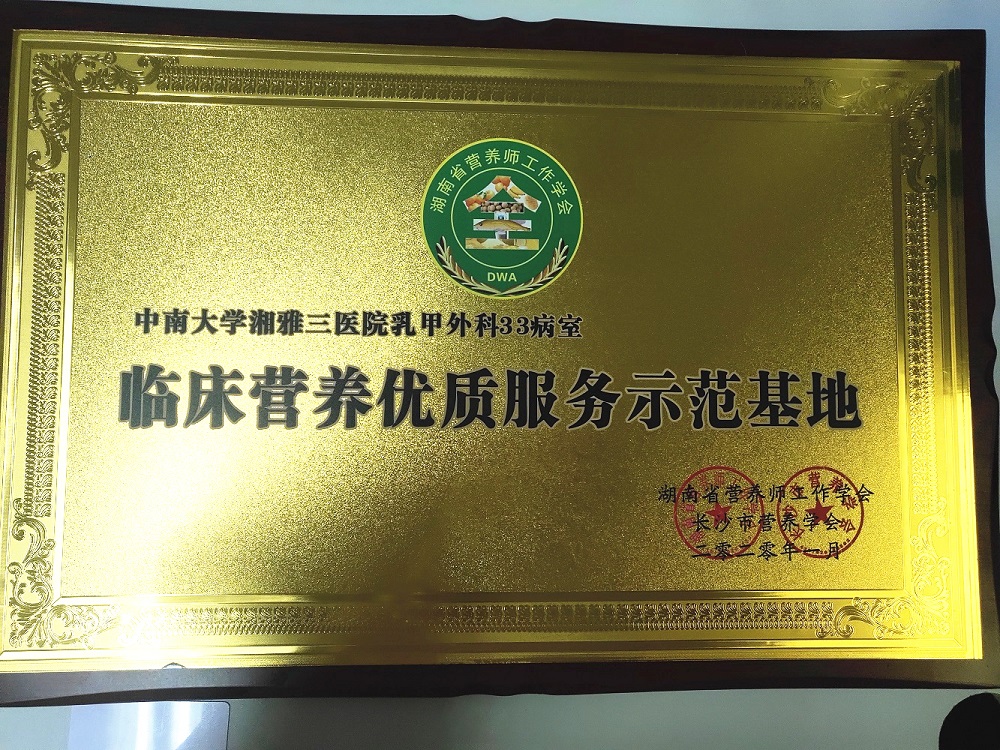 湖南省营养师工作学会
DWA
中南大学湘雅三医院乳甲外科33病室
临床营养优质服务示范基地
湖南省营养师工作学会
长沙市营养学会
二零二零年一月